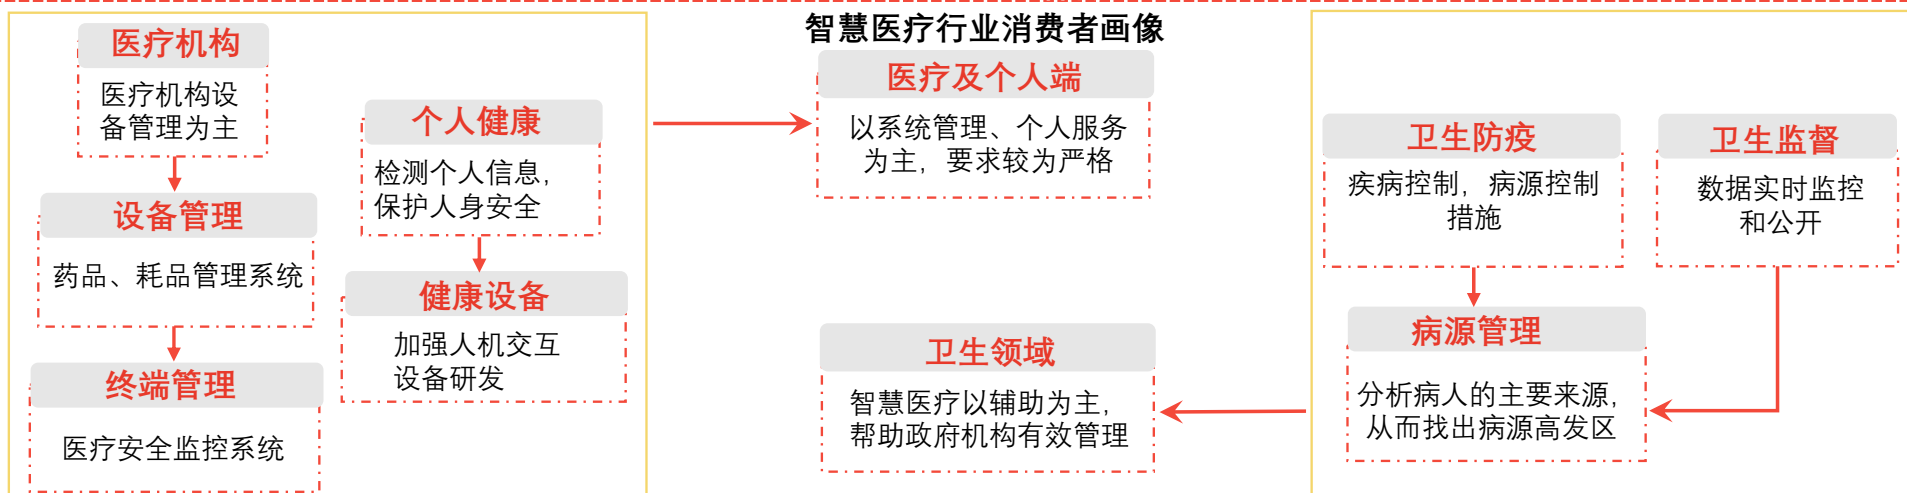 智慧医疗行业消费者画像
医疗机构
医疗机构设
备管理为主
设备管理
药品、耗品管理系统
终端管理
医疗安全监控系统
个人健康
检测个人信息，
保护人身安全
健康设备
加强人机交互
设备研发
医疗及个人端
以系统管理、个人服务
为主，要求较为严格
卫生领域
智慧医疗以辅助为主，
帮助政府机构有效管理
卫生防疫
疾病控制，病源控制
措施
卫生监督
数据实时监控
和公开
病源管理
分析病人的主要来源，
从而找出病源高发区